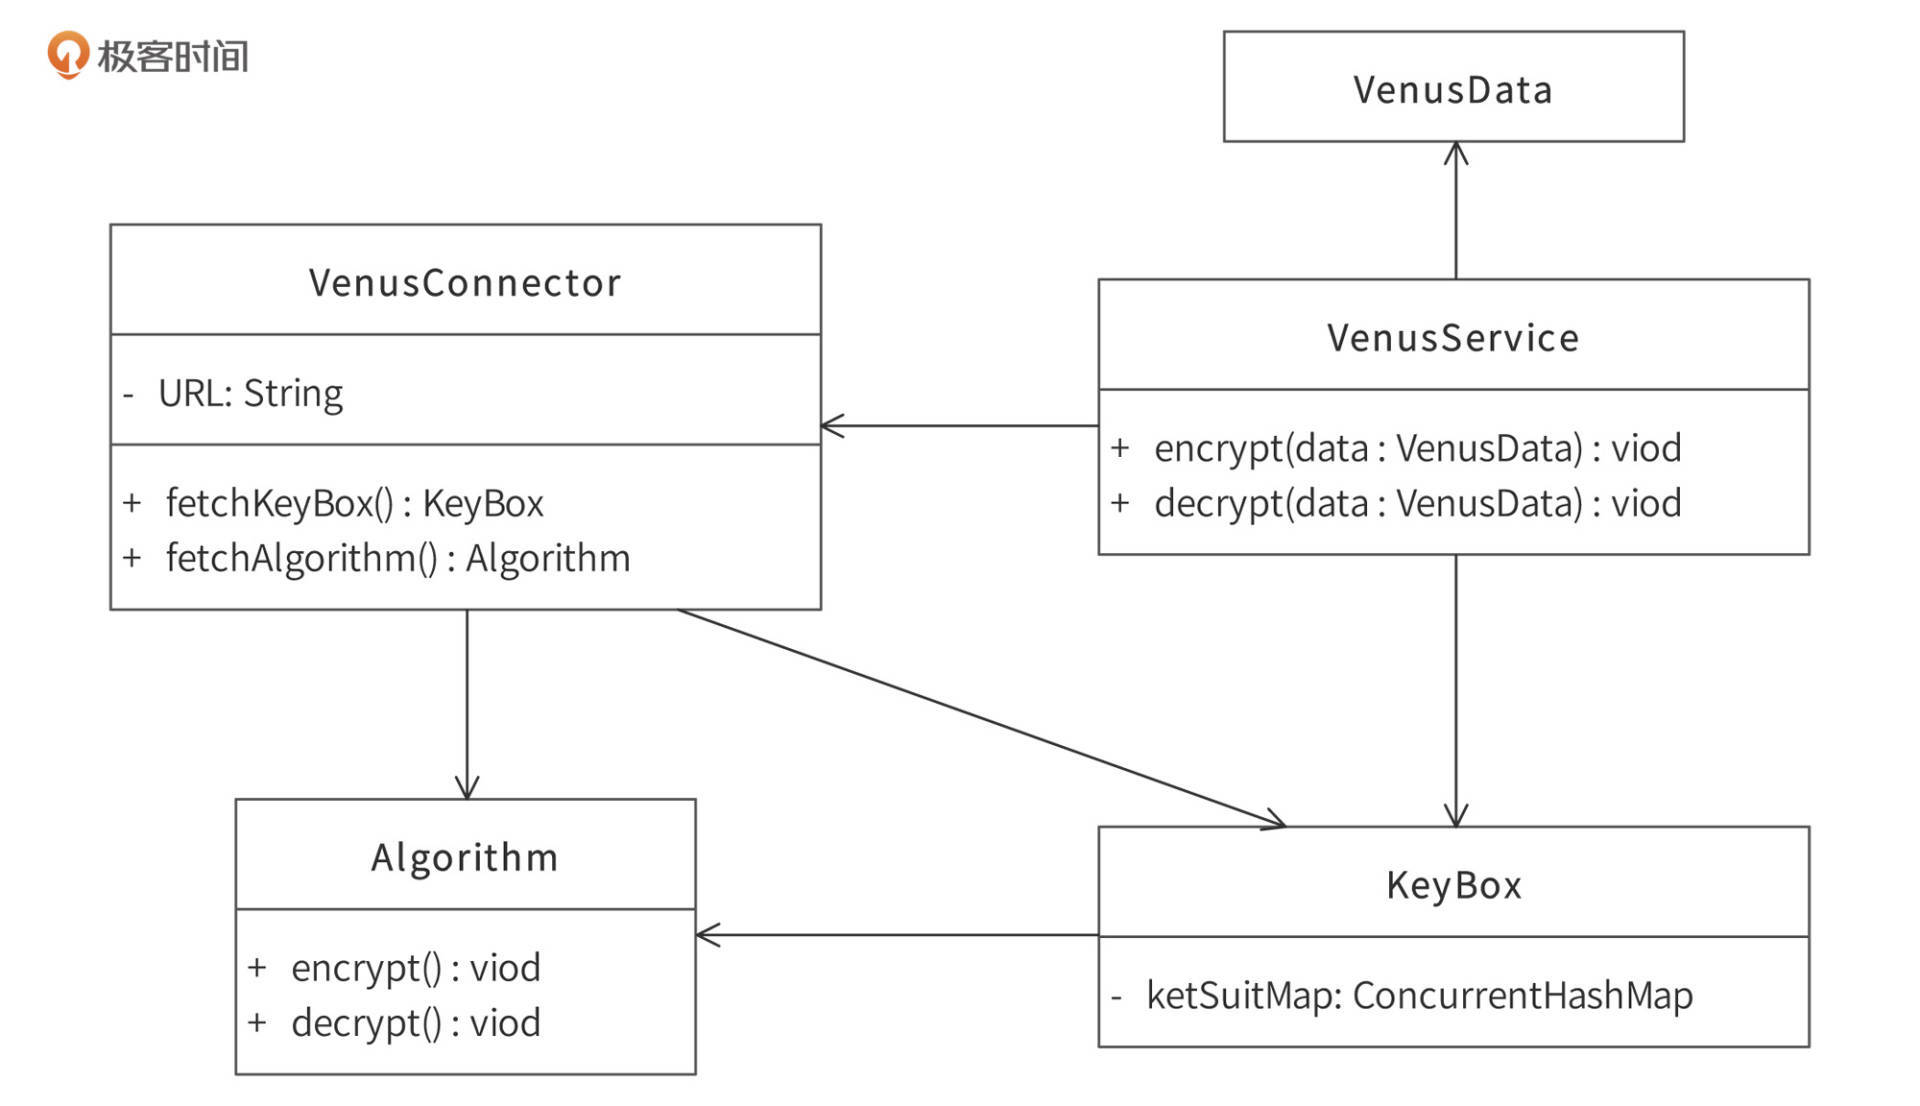 极客时间
VenusData
VenusConnector
- URL: String
+ fetchKeyBox() : KeyBox
+ fetchAlgorithm() : Algorithm
VenusService
+ encrypt(data : VenusData) : viod
+ decrypt(data : VenusData) : viod
Algorithm
+ encrypt() : viod
+ decrypt() : viod
KeyBox
- ketSuitMap: ConcurrentHashMap